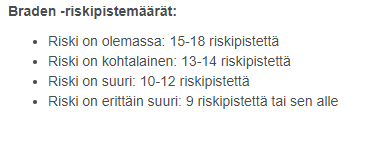 Braden -riskipistemäärät:
Riski on olemassa: 15-18 riskipistettä
Riski on kohtalainen: 13-14 riskipistettä
Riski on suuri: 10-12 riskipistettä
Riski on erittäin suuri: 9 riskipistettä tai sen alle